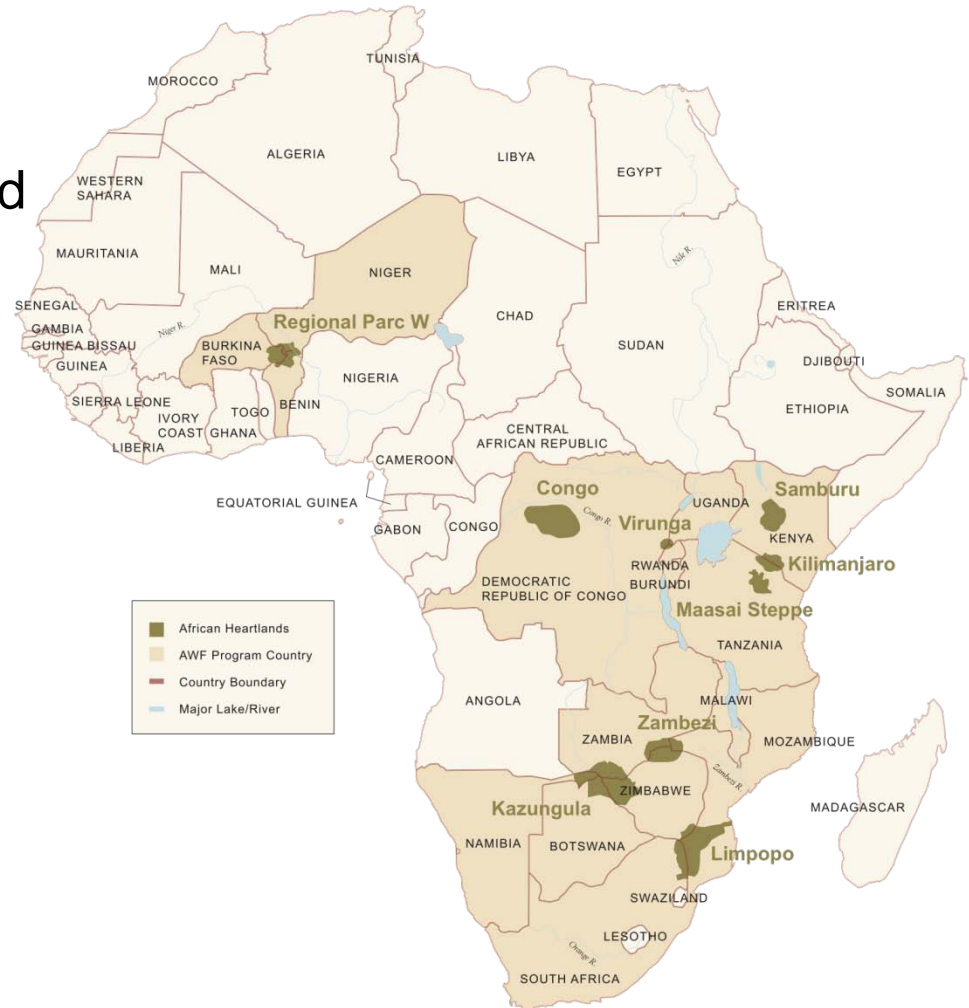 TUNISIA
MOROCCO
ALGERIA
LIBYA
EGYPT
d
WESTERN
SAHARA
MAURITANIA
MALI
NIGER
Nile R.
SENEGAL
GAMBIA
GUINEA BISSAU
GUINEA
Niger R.
Regional Parc W
CHAD
ERITREA
BURKINA
FASO
SUDAN
DJIBOUTI
SOMALIA
NIGERIA
SIERRA LEONE
IVORY
COAST
TOGO
BENIN
ETHIOPIA
GHANA
LIBERIA
CENTRAL
AFRICAN REPUBLIC
CAMEROON
EQUATORIAL GUINEA
Congo
Samburu
UGANDA
Congo R.
Virunga
GABON
CONGO
KENYA
RWANDA
Kilimanjaro
DEMOCRATIC
REPUBLIC OF CONGO
BURUNDI
Maasai Steppe
TANZANIA
African Heartlands
AWF Program Country
Country Boundary
Major Lake/River
ANGOLA
MALAWI
Zambezi
ZAMBIA
MOZAMBIQUE
Zambezi R.
ZIMBABWE
Kazungula
MADAGASCAR
NAMIBIA
BOTSWANA
Limpopo
SWAZILAND
LESOTHO
Orange R.
SOUTH AFRICA